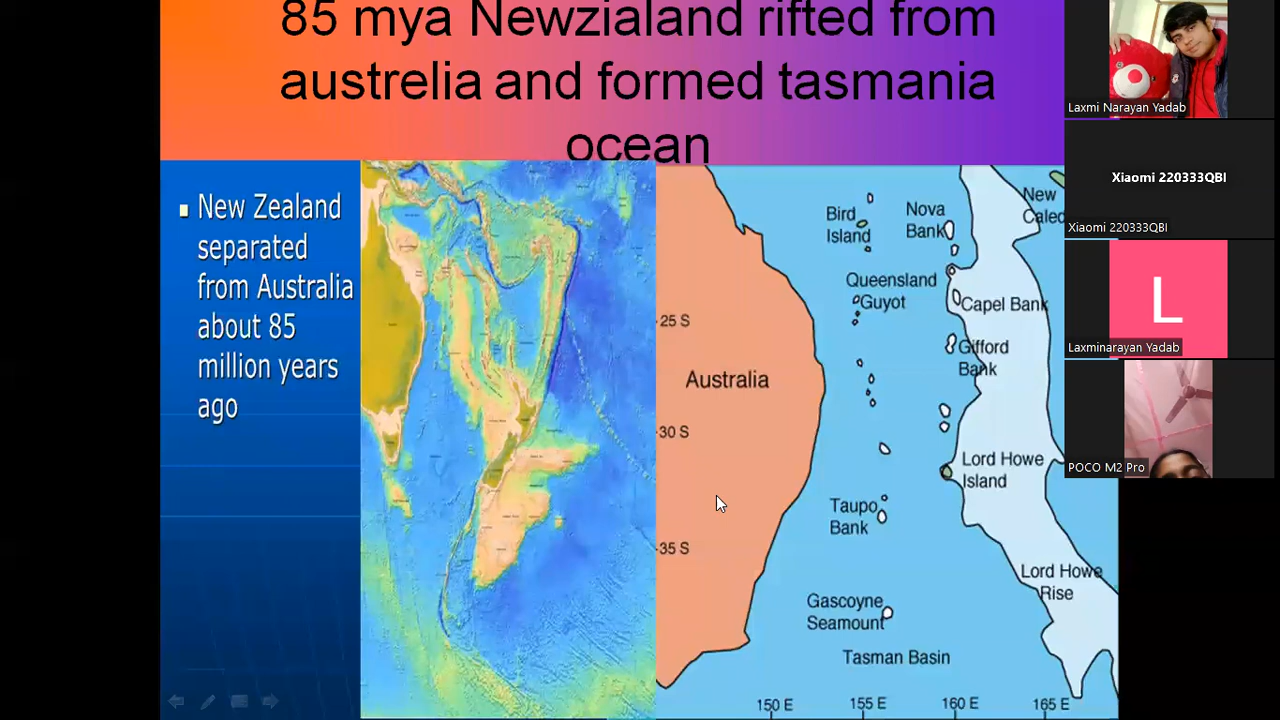 85 mya Newzialand rifted from
austrelia and formed tasmania
ocean
New Zealand
separated
from Australia
about 85
million years
ago
Bird
Island
Nova
Bank
New
Caled
Queensland
Guyot
Capel Bank
25 S
Gifford
Bank
Australia
30 S
Lord Howe
Island
Taupo
Bank
35 S
Lord Howe
Rise
Gascoyne
Seamount
Tasman Basin
150 E
155 E
160 E
165 E
Laxmi Narayan Yadab
Xiaomi 220333QBI
Xiaomi 220333QBI
L
Laxminarayan Yadab
POCO M2 Pro